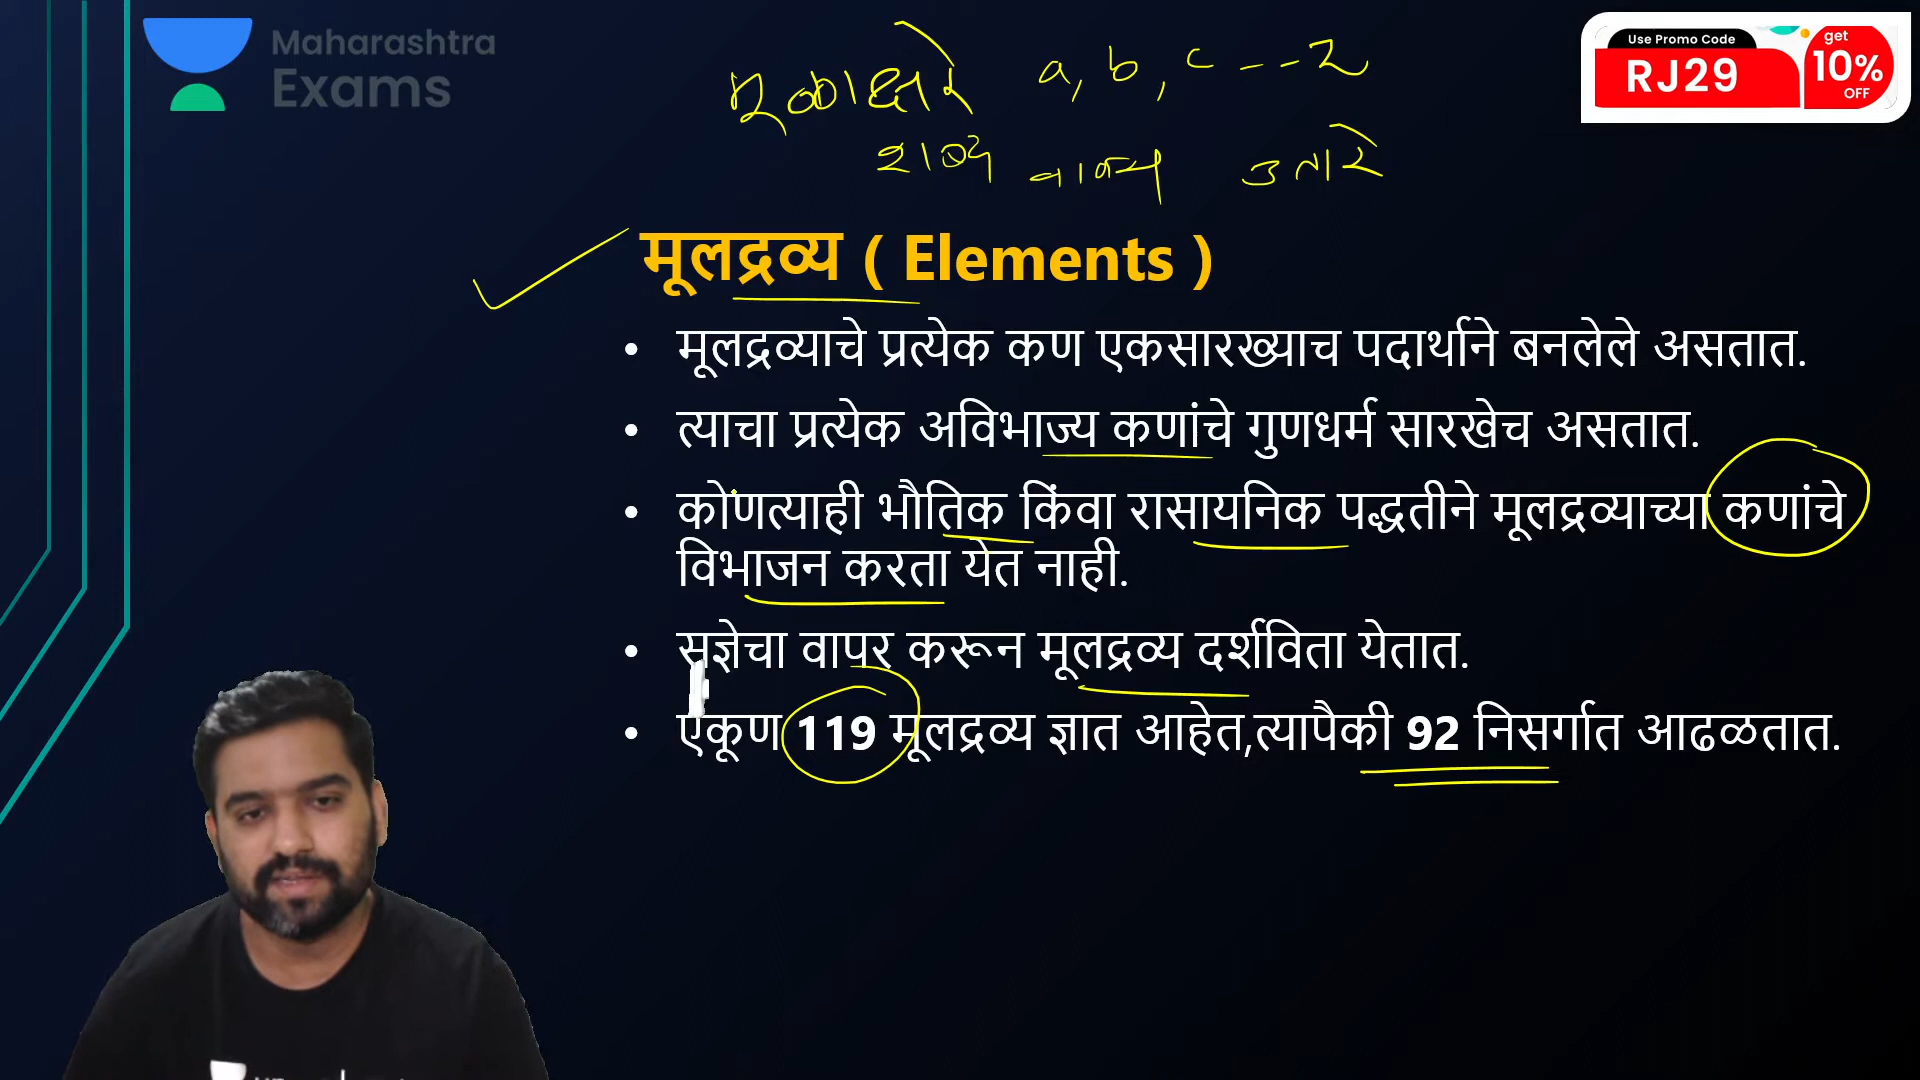 Maharashtra
Exams
Use Promo Code
RJ29
get
10%
OFF
मूळाक्षरे a, b, c --- z
शब्द वाक्य उतारे
मूलद्रव्य ( Elements )
• मूलद्रव्याचे प्रत्येक कण एकसारख्याच पदार्थाने बनलेले असतात.
• त्याचा प्रत्येक अविभाज्य कणांचे गुणधर्म सारखेच असतात.
• कोणत्याही भौतिक किंवा रासायनिक पद्धतीने मूलद्रव्याच्या कणांचे
विभाजन करता येत नाही.
• सज्ञेचा वापर करून मूलद्रव्य दर्शविता येतात.
• एकूण 119 मूलद्रव्य ज्ञात आहेत,त्यापैकी 92 निसर्गात आढळतात.